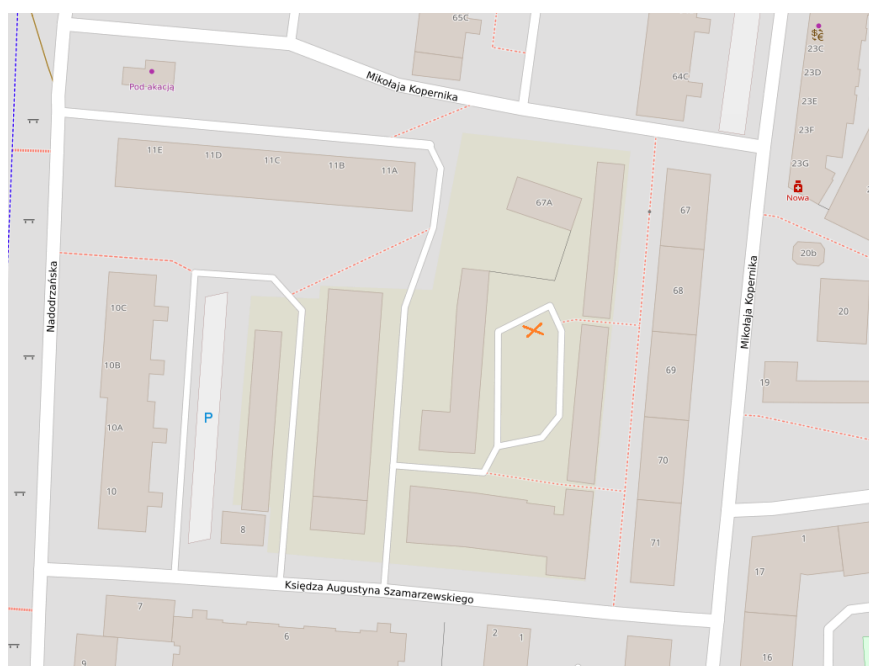 65C
$€
23C
Pod akacją
Mikołaja Kopernika
64C
23D
23E
23F
11E
11D
11C
11B
11A
23G
Nowa
67A
67
20b
Nadodrzańska
10C
68
Mikołaja Kopernika
20
10B
69
19
P
10A
70
10
8
71
1
17
Księdza Augustyna Szamarzewskiego
7
6
2
1
16
9